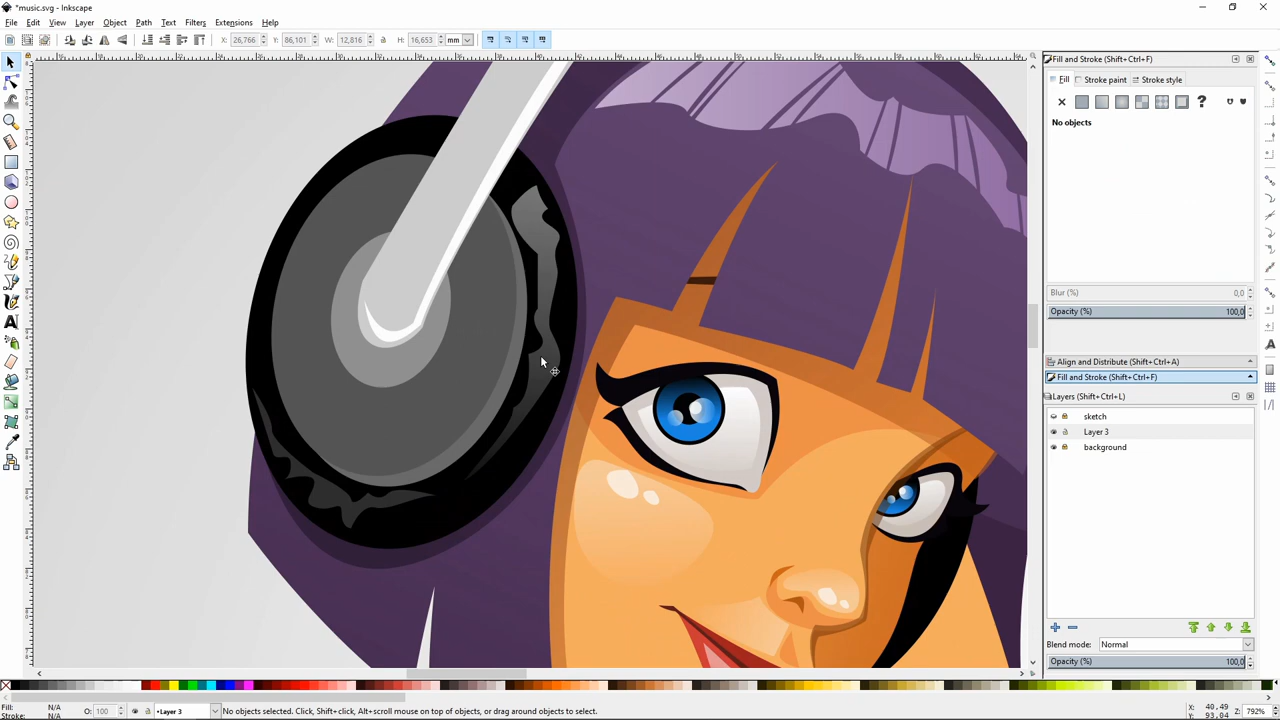 *music.svg - Inkscape
File Edit View Layer Object Path Text Filters Extensions Help
X: 26,766 Y: 86,101 W: 12,816 H: 16,653 mm
Fill and Stroke (Shift+Ctrl+F)
Fill Stroke paint Stroke style
?
No objects
Blur (%) 0,0
Opacity (%) 100,0
Align and Distribute (Shift+Ctrl+A)
Fill and Stroke (Shift+Ctrl+F)
Layers (Shift+Ctrl+L)
sketch
Layer 3
background
Blend mode: Normal
Opacity (%) 100,0
Fill: N/A
Stroke: N/A
O: 100
•Layer 3
No objects selected. Click, Shift+Click, Alt+scroll mouse on top of objects, or drag around objects to select.
X: 40,49
Y: 93,04
Z: 792%